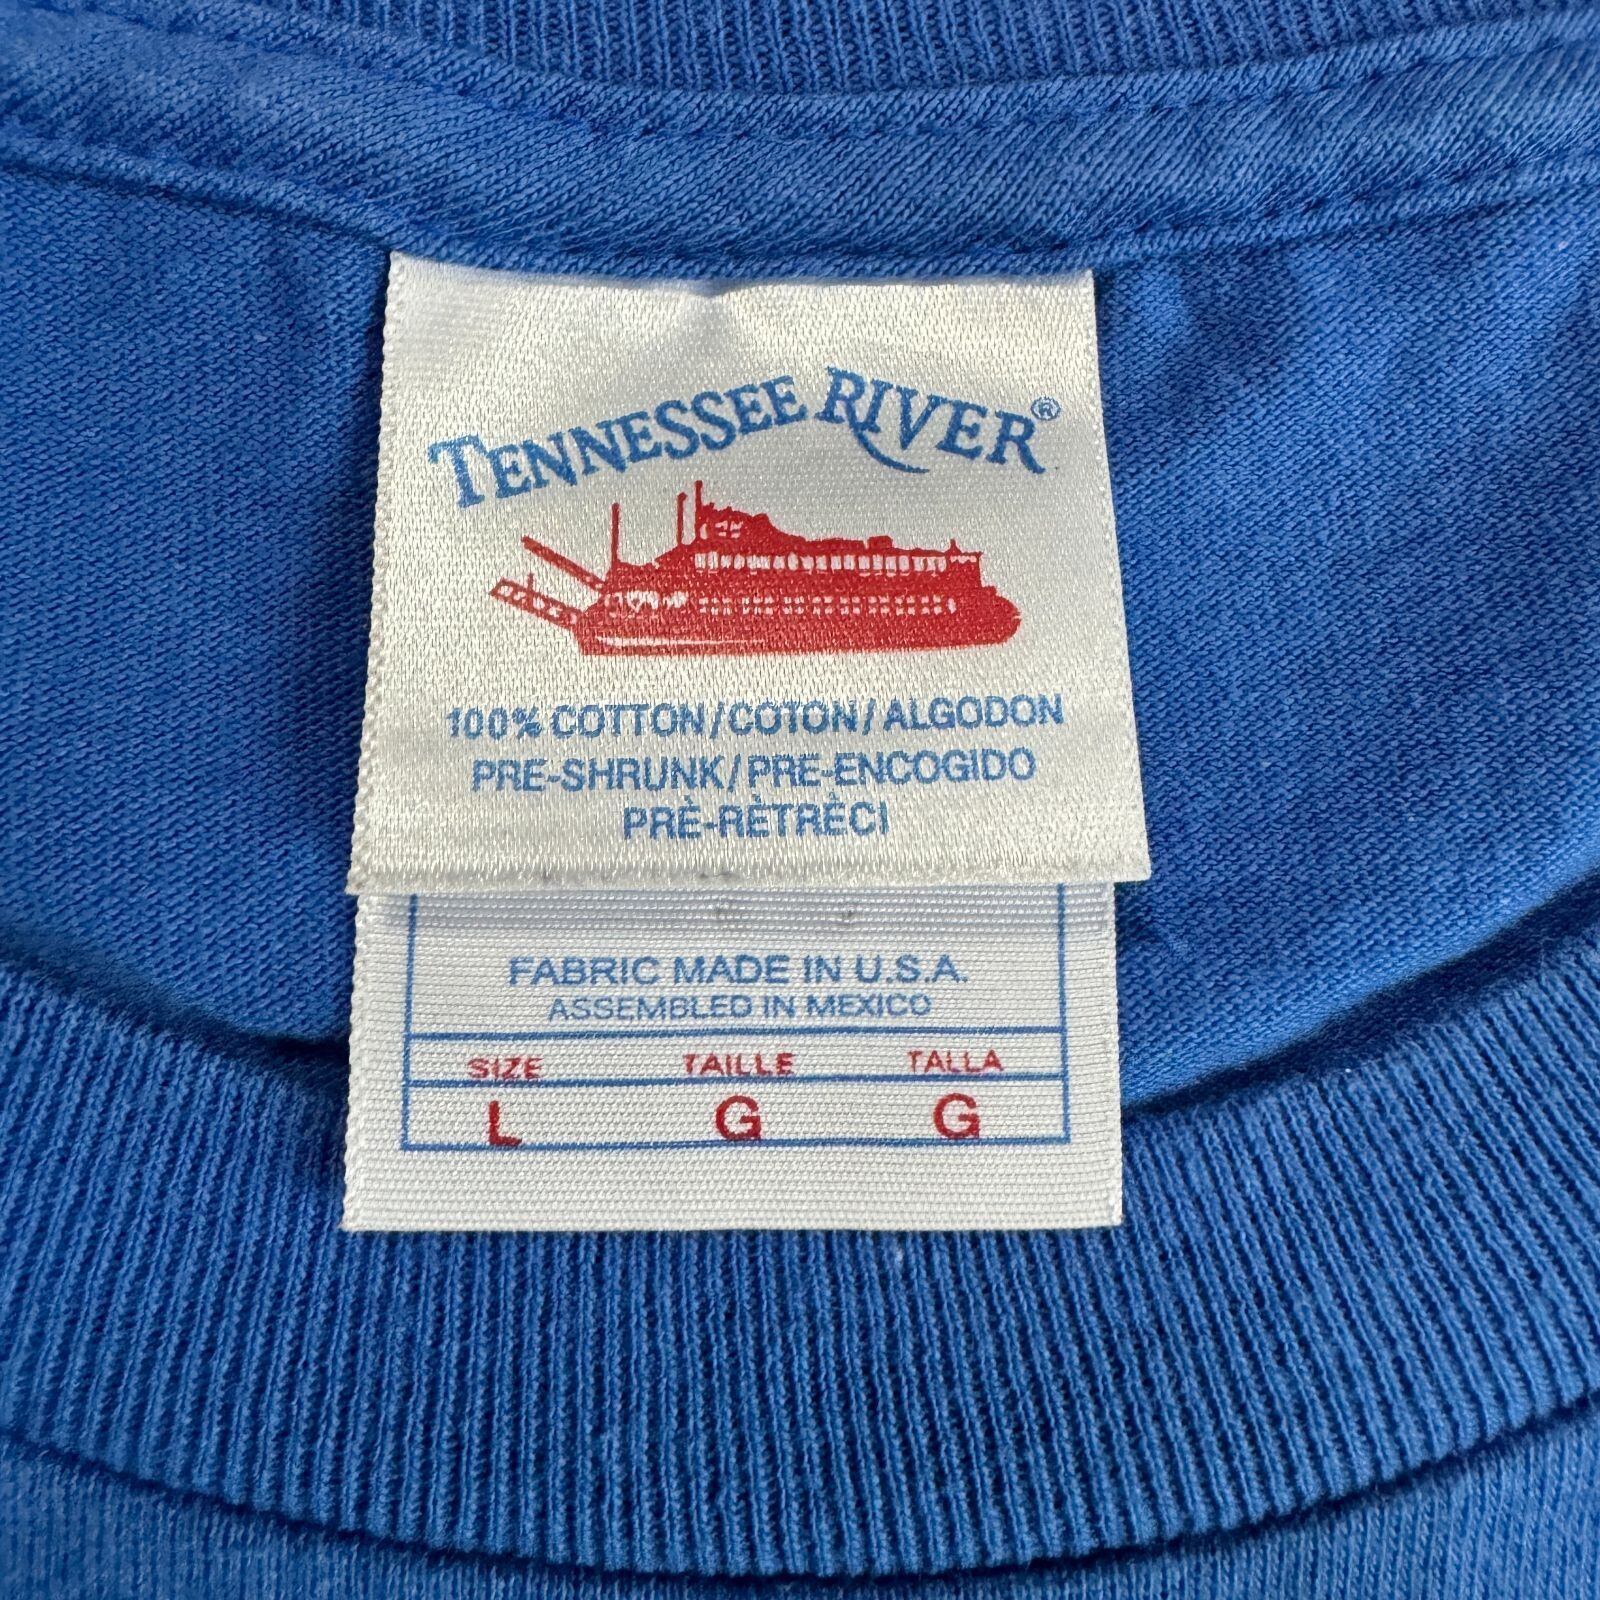 TENNESSEE RIVER®
100% COTTON/COTON/ALGODON
PRE-SHRUNK/PRE-ENCOGIDO
PRÈ-RÈTRÈCI
FABRIC MADE IN U.S.A.
ASSEMBLED IN MEXICO
SIZE TAILLE TALLA
L G G